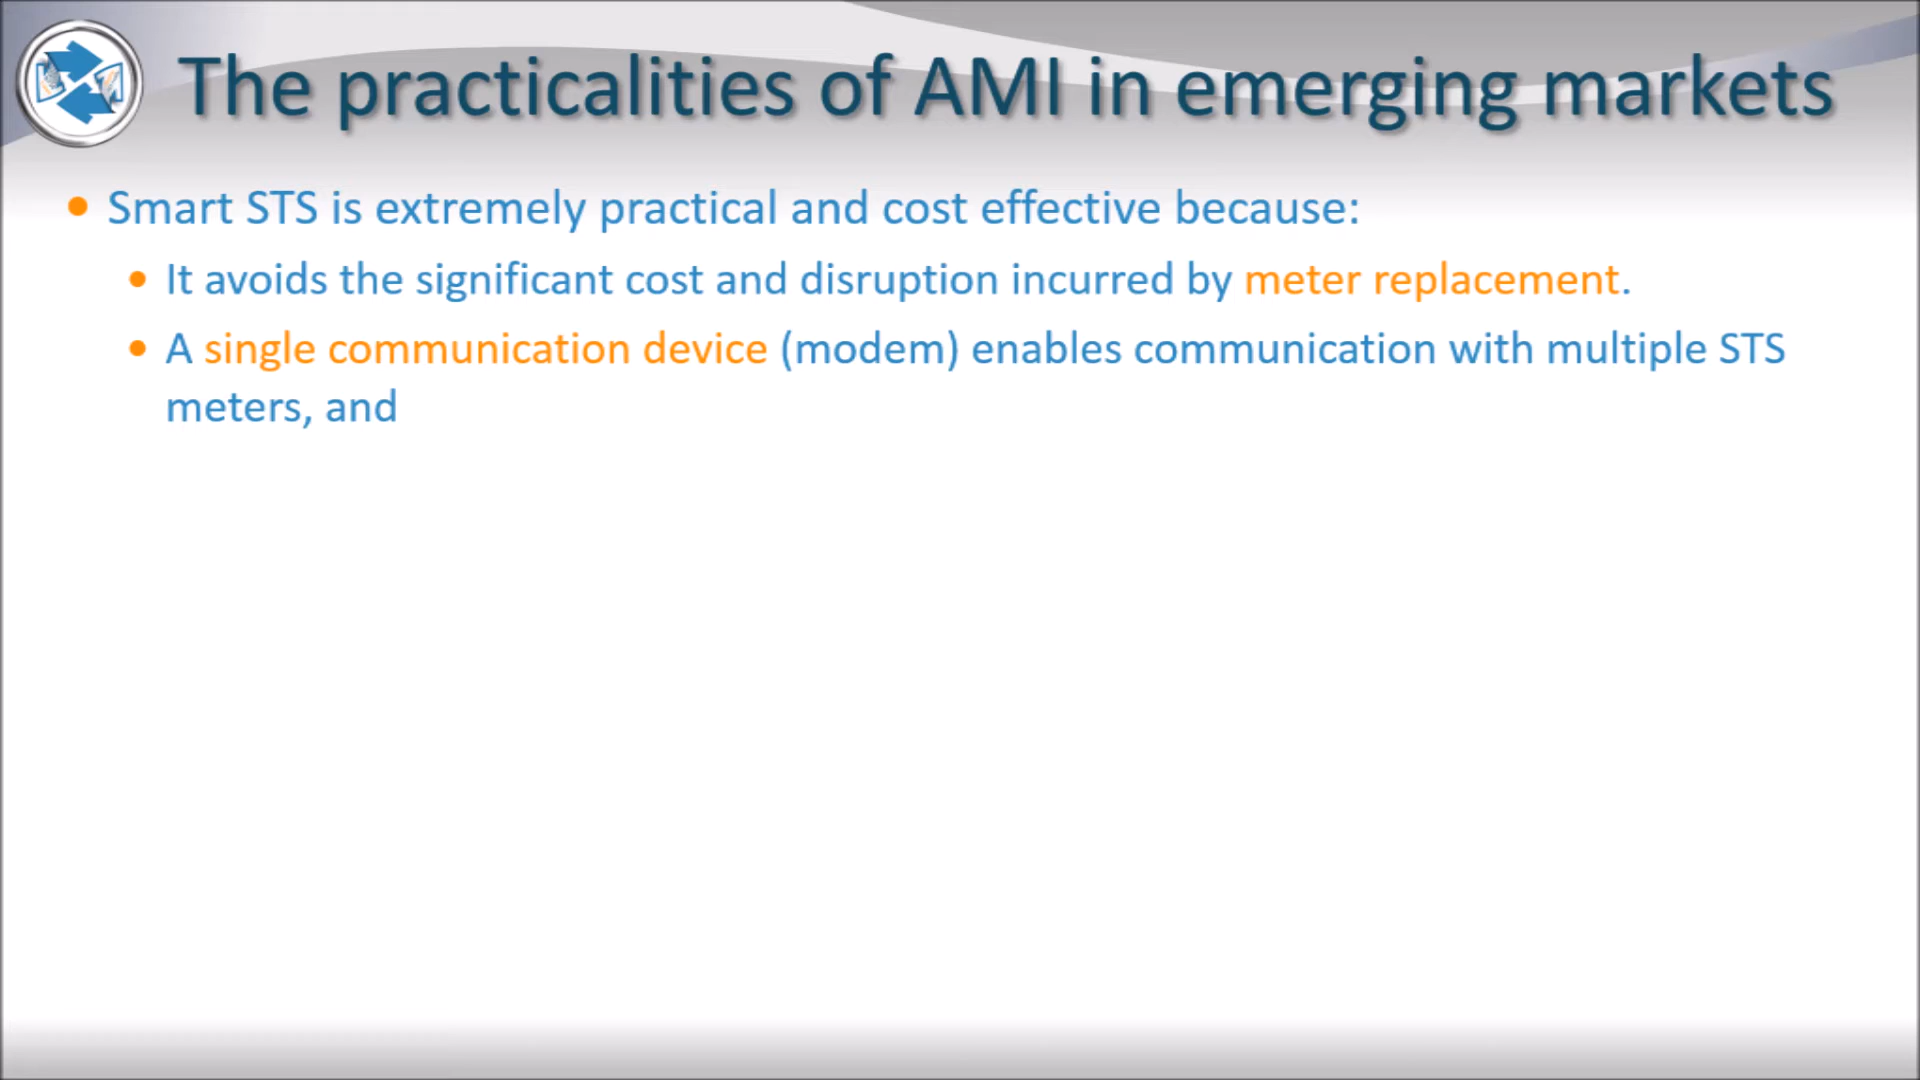 The practicalities of AMI in emerging markets
Smart STS is extremely practical and cost effective because:
It avoids the significant cost and disruption incurred by meter replacement.
A single communication device (modem) enables communication with multiple STS
meters, and